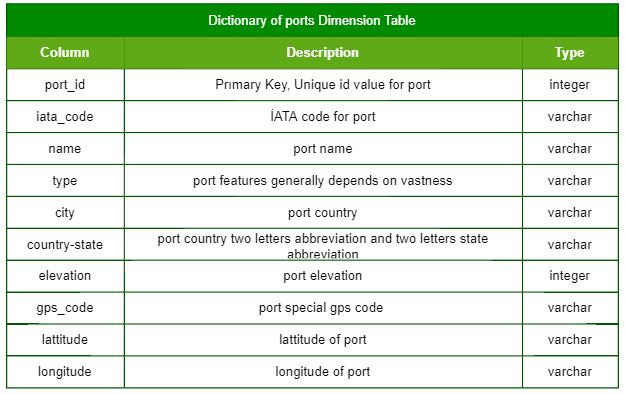 Dictionary of ports Dimension Table
Column Description Type
port_id Prımary Key, Unique id value for port integer
iata_code İATA code for port varchar
name port name varchar
type port features generally depends on vastness varchar
city port country varchar
country-state port country two letters abbreviation and two letters state varchar
abbreviation
elevation port elevation integer
gps_code port special gps code varchar
lattitude lattitude of port varchar
longitude longitude of port varchar